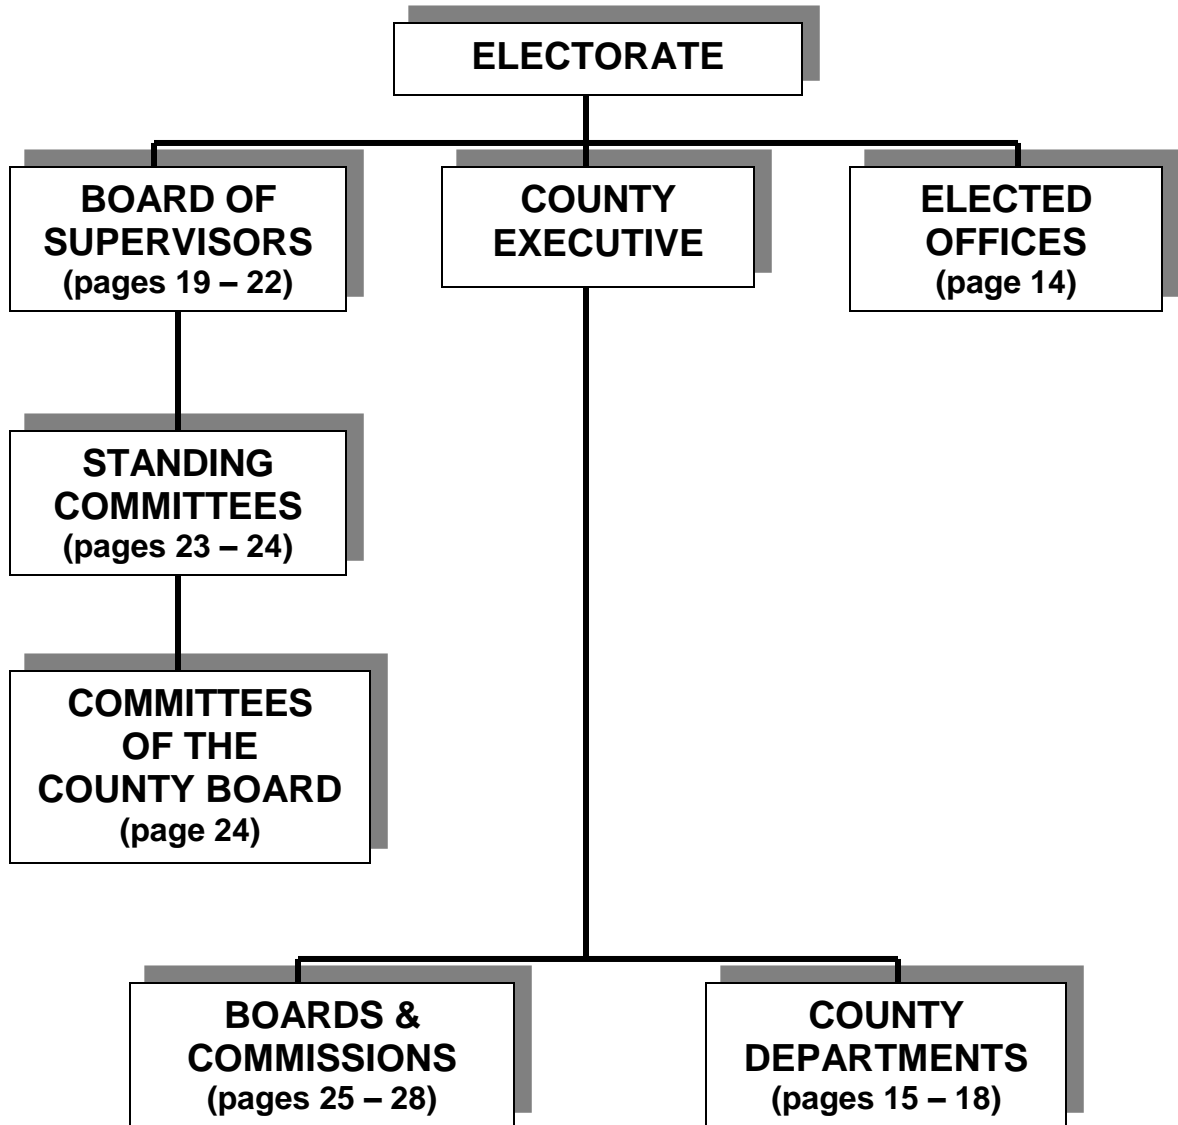 ELECTORATE
BOARD OF
SUPERVISORS
(pages 19 – 22)
COUNTY
EXECUTIVE
ELECTED
OFFICES
(page 14)
STANDING
COMMITTEES
(pages 23 – 24)
COMMITTEES
OF THE
COUNTY BOARD
(page 24)
BOARDS &
COMMISSIONS
(pages 25 – 28)
COUNTY
DEPARTMENTS
(pages 15 – 18)